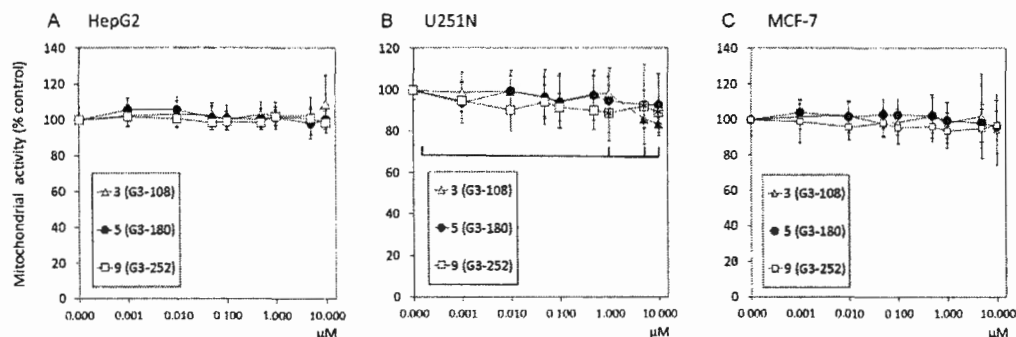 A HepG2
Mitochondrial activity (% control)
140
120
100
80
60
40
20
0
3 (G3-108)
5 (G3-180)
9 (G3-252)
0.000 0.001 0.010 0 100 1.000 10.000
µM
B U251N
120
100
80
60
40
20
0
3 (G3-108)
5 (G3-180)
9 (G3-252)
0.000 0.001 0.010 0.100 1.000 10.000
µM
C MCF-7
140
120
100
80
60
40
20
0
3 (G3-108)
5 (G3-180)
9 (G3-252)
0.000 0.001 0.010 0.100 1.000 10.000
µM